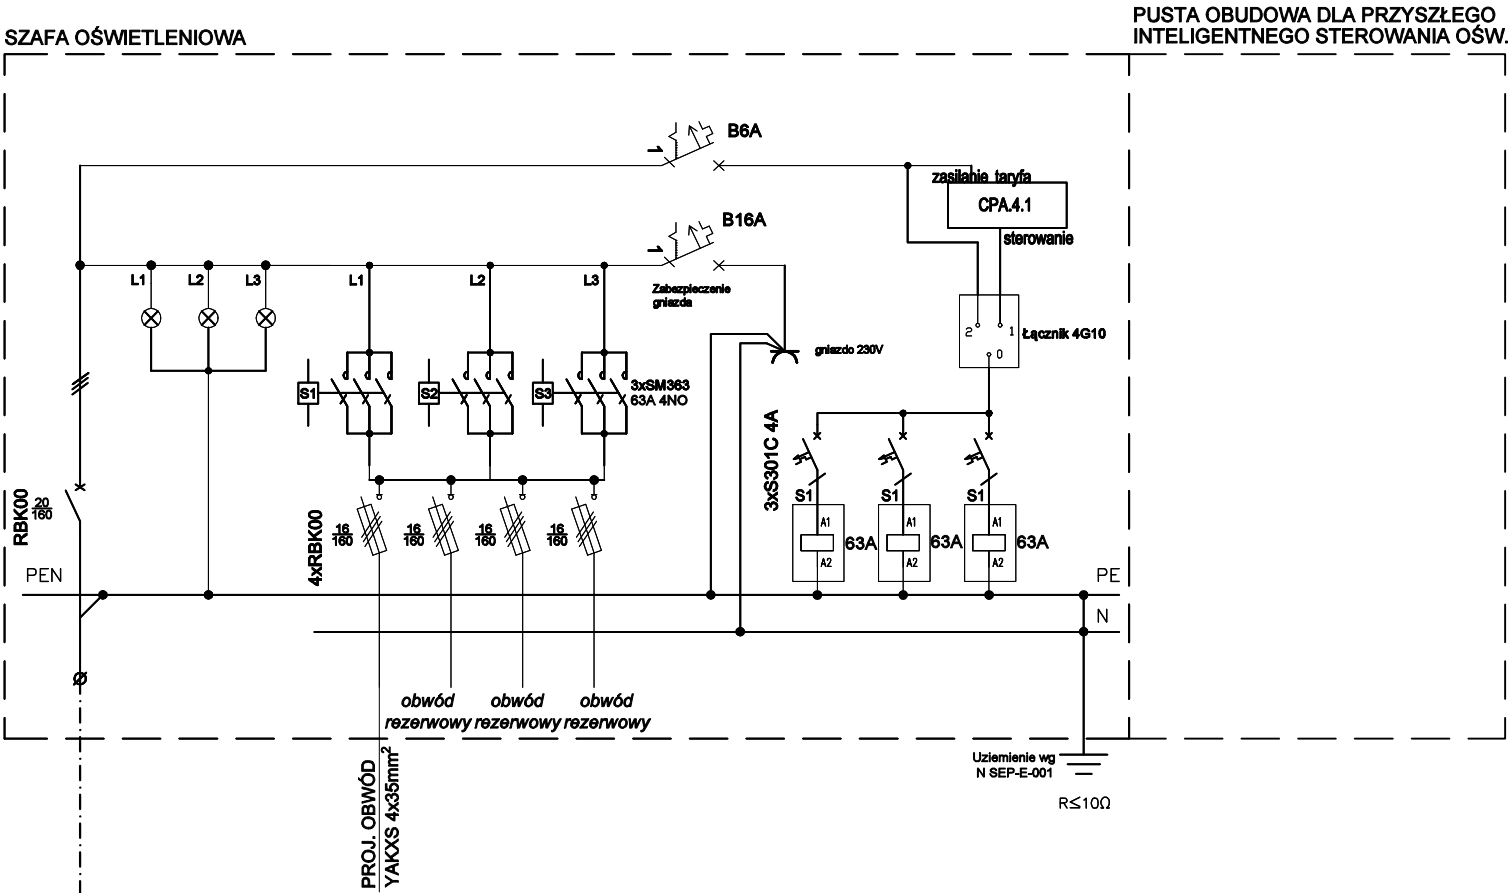 SZAFA OŚWIETLENIOWA
PUSTA OBUDOWA DLA PRZYSZŁEGO
INTELIGENTNEGO STEROWANIA OŚW.
1
B6A
zasilanie taryfa
CPA.4.1
sterowanie
1
B16A
Zabezpieczenie
gniazda
L1
L2
L3
L1
L2
L3
2
1
0
Łącznik 4G10
gniazdo 230V
S1
S2
S3
3xSM363
63A 4NO
3xS301C 4A
S1
S1
S1
RBK00
20
160
4xRBK00
16
160
16
160
16
160
16
160
A1
A2
63A
A1
A2
63A
A1
A2
63A
PEN
PE
N
obwód
rezerwowy
obwód
rezerwowy
obwód
rezerwowy
PROJ. OBWÓD
YAKXS 4x35mm²
Uziemienie wg
N SEP-E-001
R≤10Ω